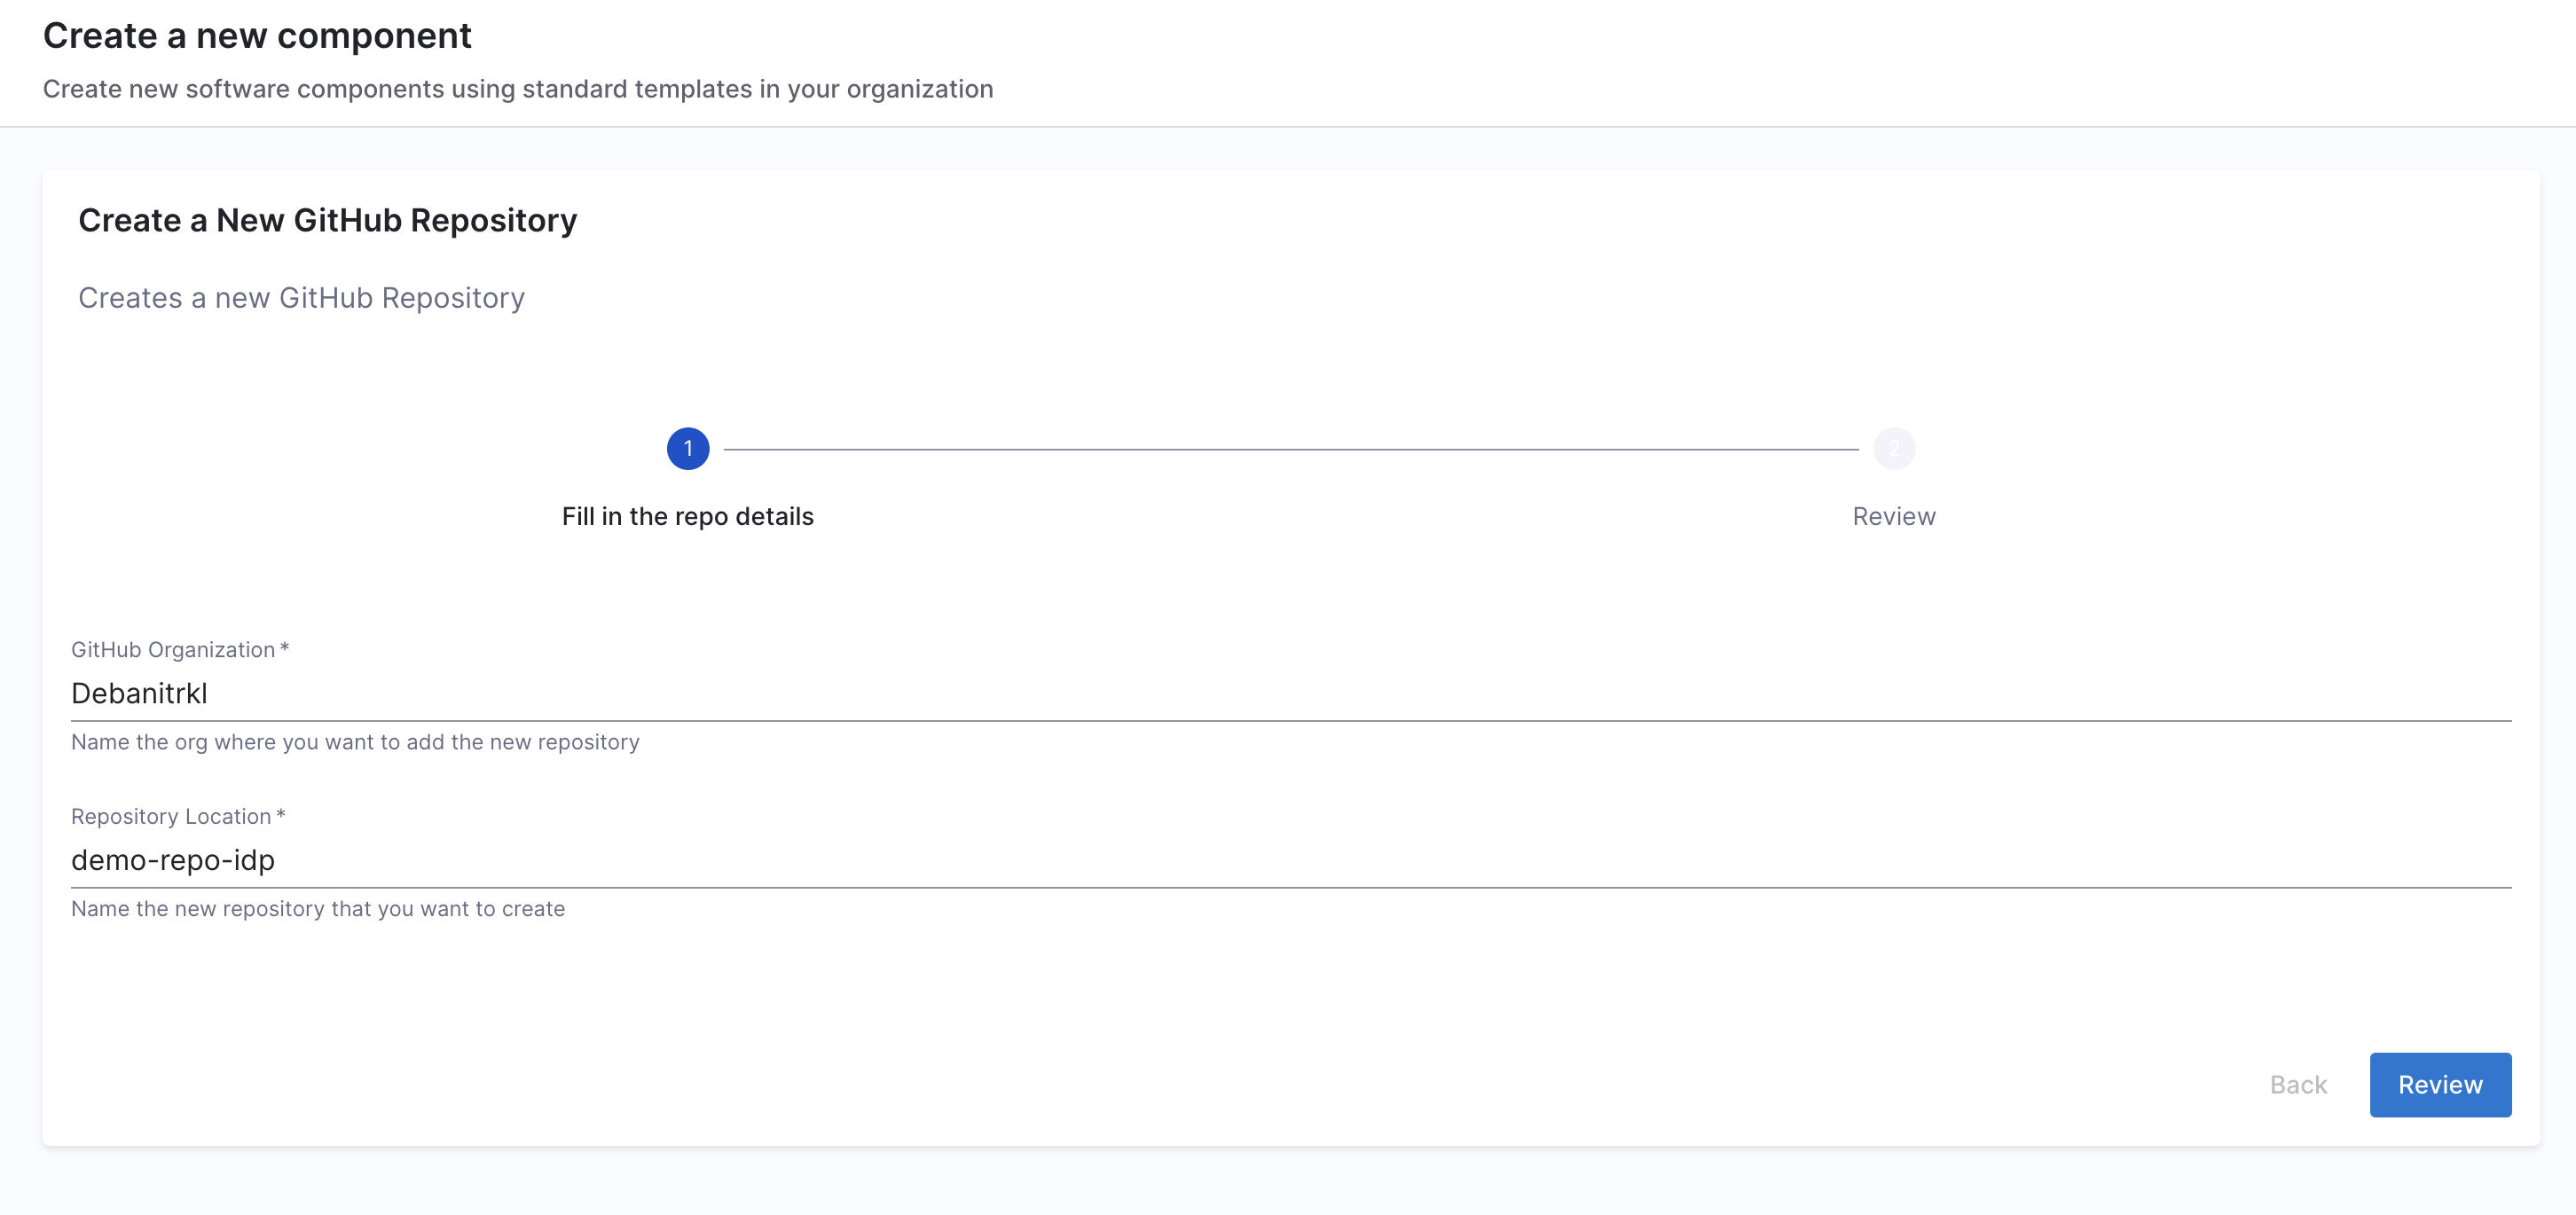 Create a new component
Create new software components using standard templates in your organization
Create a New GitHub Repository
Creates a new GitHub Repository
1
2
Fill in the repo details
Review
GitHub Organization *
Debanitrkl
Name the org where you want to add the new repository
Repository Location *
demo-repo-idp
Name the new repository that you want to create
Back
Review